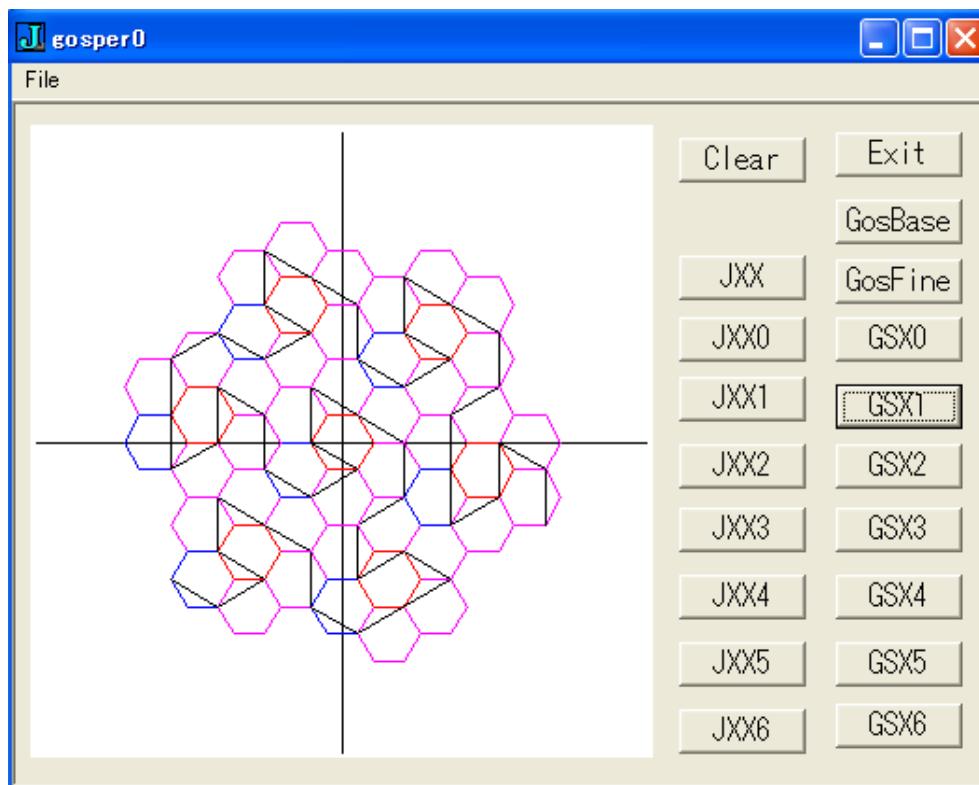 gosper0
File
Clear
Exit
GosBase
JXX
GosFine
JXX0
GSX0
JXX1
GSX1
JXX2
GSX2
JXX3
GSX3
JXX4
GSX4
JXX5
GSX5
JXX6
GSX6